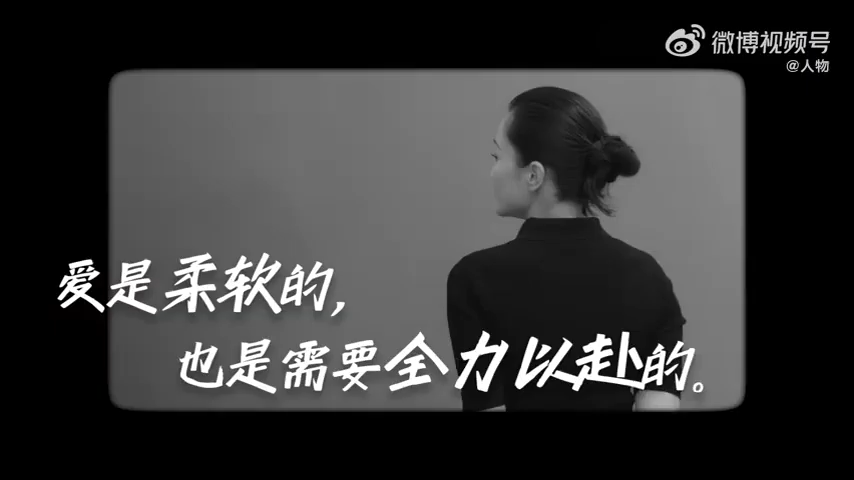 微博视频号
@人物
爱是柔软的,
也是需要全力以赴的。